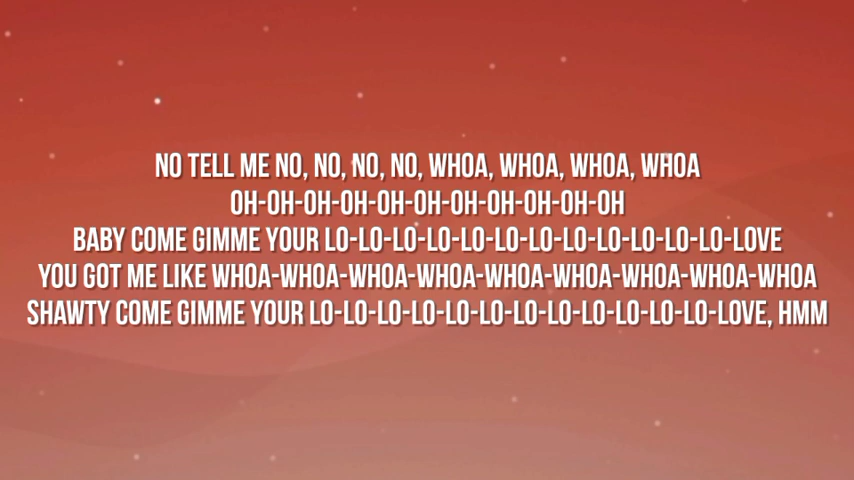 NO TELL ME NO, NO, NO, NO, WHOA, WHOA, WHOA, WHOA
OH-OH-OH-OH-OH-OH-OH-OH-OH-OH-OH
BABY COME GIMME YOUR LO-LO-LO-LO-LO-LO-LO-LO-LO-LO-LO-LO-LOVE
YOU GOT ME LIKE WHOA-WHOA-WHOA-WHOA-WHOA-WHOA-WHOA-WHOA-WHOA
SHAWTY COME GIMME YOUR LO-LO-LO-LO-LO-LO-LO-LO-LO-LO-LO-LO-LOVE, HMM